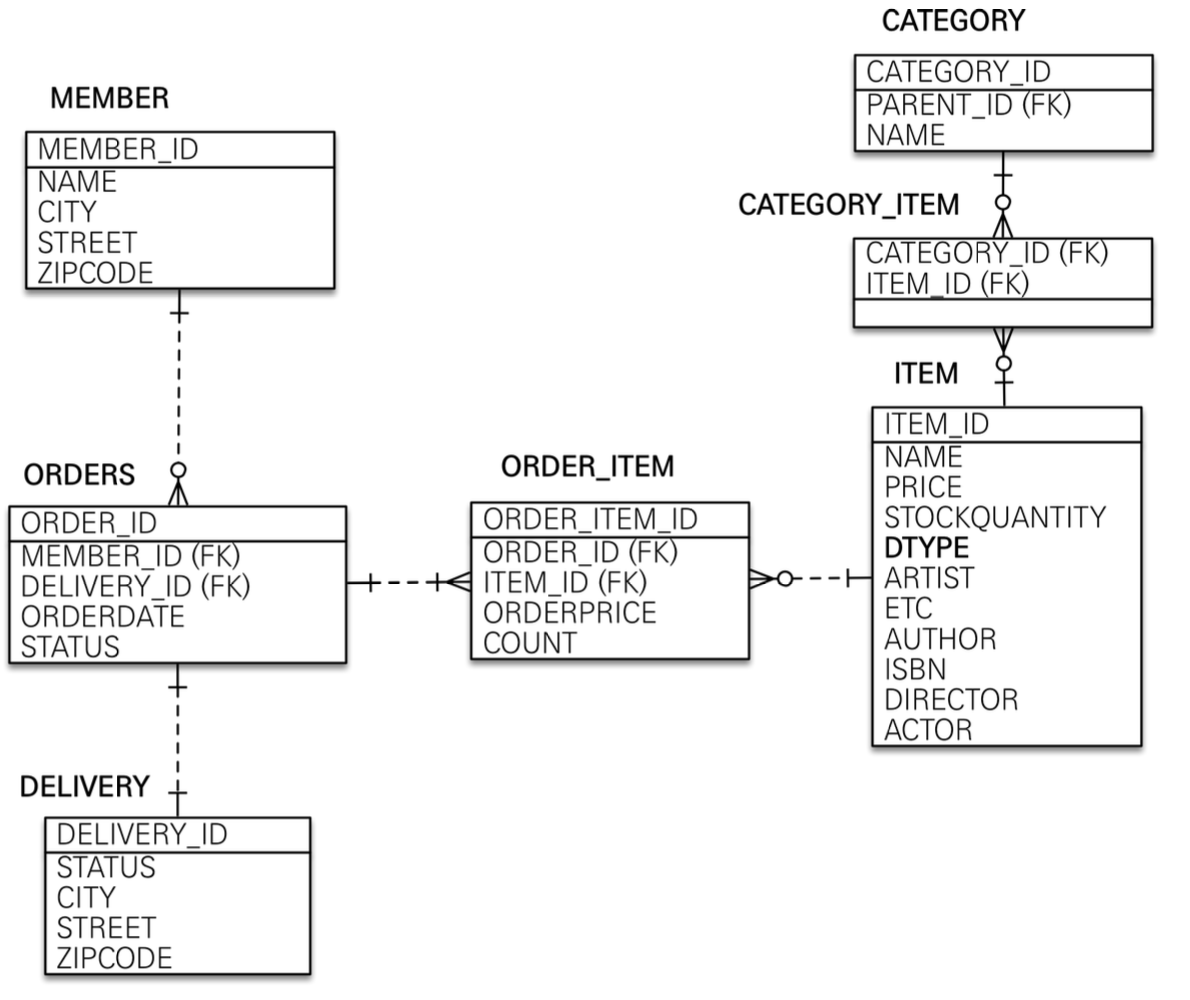 MEMBER
MEMBER_ID
NAME
CITY
STREET
ZIPCODE
ORDERS
ORDER_ID
MEMBER_ID (FK)
DELIVERY_ID (FK)
ORDERDATE
STATUS
DELIVERY
DELIVERY_ID
STATUS
CITY
STREET
ZIPCODE
ORDER_ITEM
ORDER_ITEM_ID
ORDER_ID (FK)
ITEM_ID (FK)
ORDERPRICE
COUNT
CATEGORY
CATEGORY_ID
PARENT_ID (FK)
NAME
CATEGORY_ITEM
CATEGORY_ID (FK)
ITEM_ID (FK)
ITEM
ITEM_ID
NAME
PRICE
STOCKQUANTITY
DTYPE
ARTIST
ETC
AUTHOR
ISBN
DIRECTOR
ACTOR